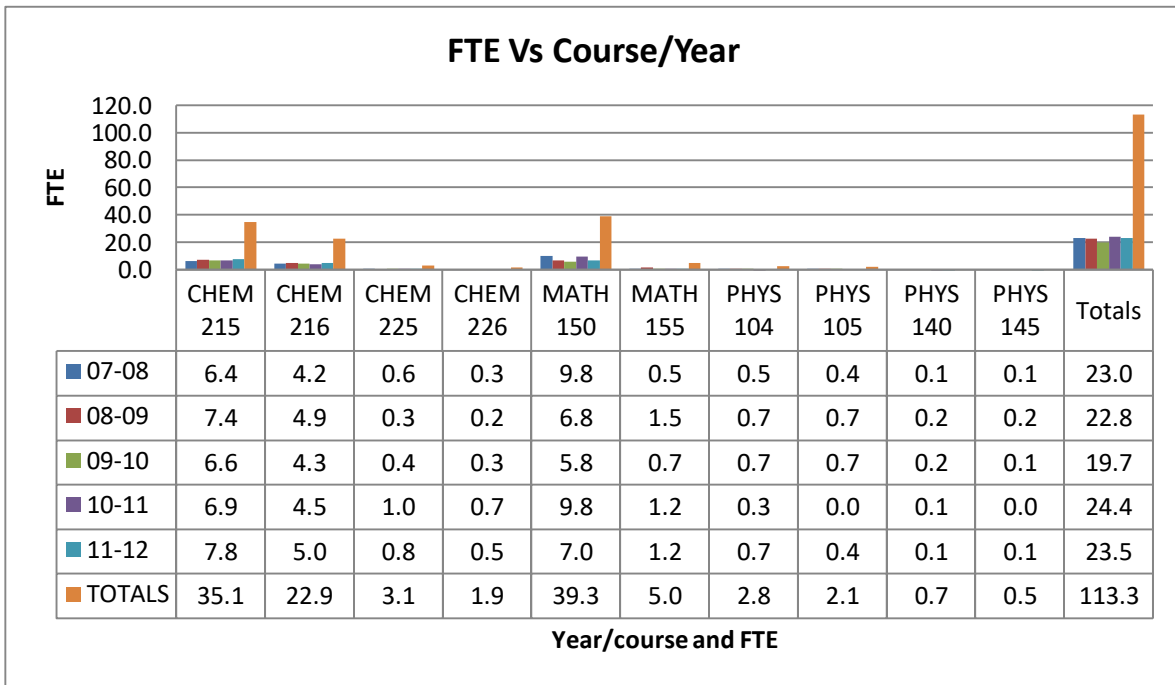 FTE Vs Course/Year
120.0
100.0
80.0
60.0
40.0
20.0
0.0
FTE
CHEM 215 CHEM 216 CHEM 225 CHEM 226 MATH 150 MATH 155 PHYS 104 PHYS 105 PHYS 140 PHYS 145 Totals
07-08 6.4 4.2 0.6 0.3 9.8 0.5 0.5 0.4 0.1 0.1 23.0
08-09 7.4 4.9 0.3 0.2 6.8 1.5 0.7 0.7 0.2 0.2 22.8
09-10 6.6 4.3 0.4 0.3 5.8 0.7 0.7 0.7 0.2 0.1 19.7
10-11 6.9 4.5 1.0 0.7 9.8 1.2 0.3 0.0 0.1 0.0 24.4
11-12 7.8 5.0 0.8 0.5 7.0 1.2 0.7 0.4 0.1 0.1 23.5
TOTALS 35.1 22.9 3.1 1.9 39.3 5.0 2.8 2.1 0.7 0.5 113.3
Year/course and FTE